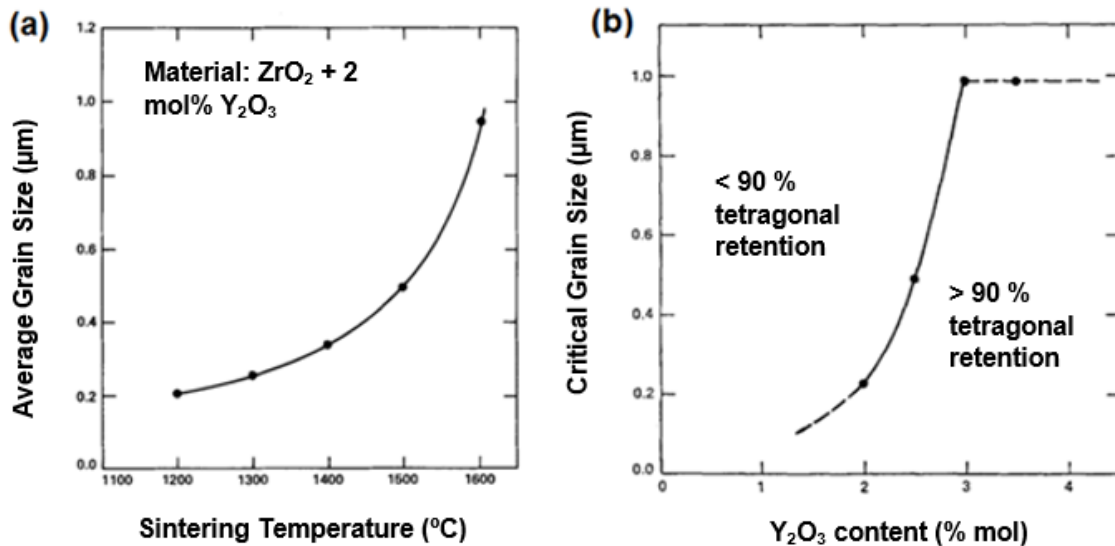 (a)
1.2
1.0
0.8
0.6
0.4
0.2
0.0
Material: ZrO₂ + 2
mol% Y₂O₃
1100 1200 1300 1400 1500 1600
Average Grain Size (µm)
Sintering Temperature (ºC)
(b)
1.0
0.8
0.6
0.4
0.2
0.0
< 90 %
tetragonal
retention
> 90 %
tetragonal
retention
0 1 2 3 4
Critical Grain Size (µm)
Y₂O₃ content (% mol)